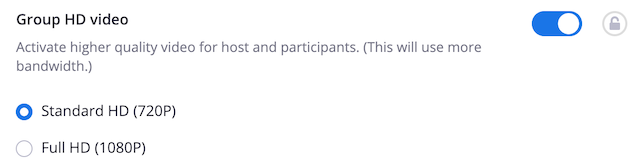 Group HD video
Activate higher quality video for host and participants. (This will use more
bandwidth.)
Standard HD (720P)
Full HD (1080P)